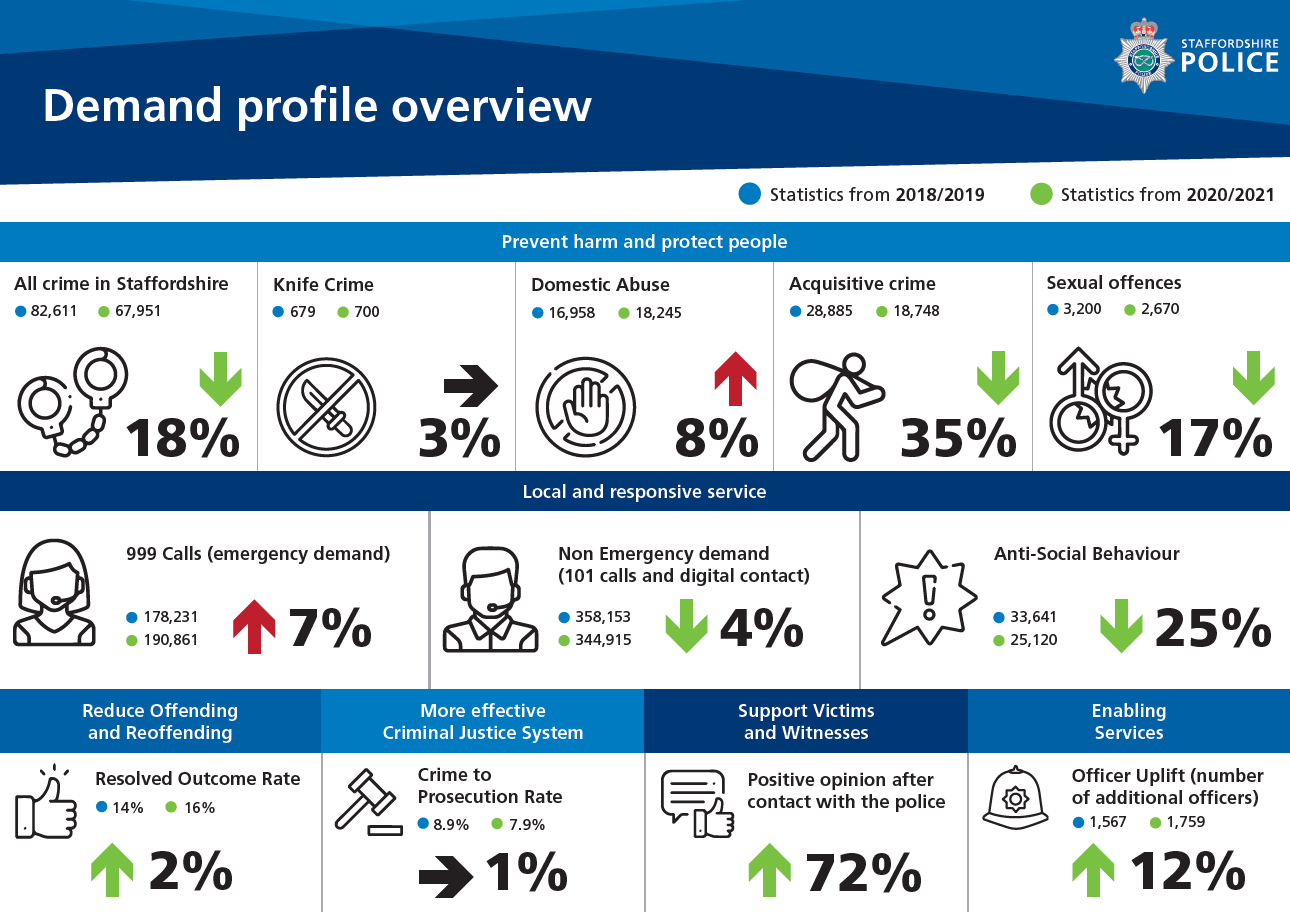 STAFFORDSHIRE
POLICE
Demand profile overview
Statistics from 2018/2019
Statistics from 2020/2021
Prevent harm and protect people
All crime in Staffordshire
82,611 67,951
18%
Knife Crime
679 700
3%
Domestic Abuse
16,958 18,245
8%
Acquisitive crime
28,885 18,748
35%
Sexual offences
3,200 2,670
17%
Local and responsive service
999 Calls (emergency demand)
178,231
190,861
7%
Non Emergency demand
(101 calls and digital contact)
358,153
344,915
4%
Anti-Social Behaviour
33,641
25,120
25%
Reduce Offending
and Reoffending
Resolved Outcome Rate
14% 16%
2%
More effective
Criminal Justice System
Crime to
Prosecution Rate
8.9% 7.9%
1%
Support Victims
and Witnesses
Positive opinion after
contact with the police
72%
Enabling
Services
Officer Uplift (number
of additional officers)
1,567 1,759
12%